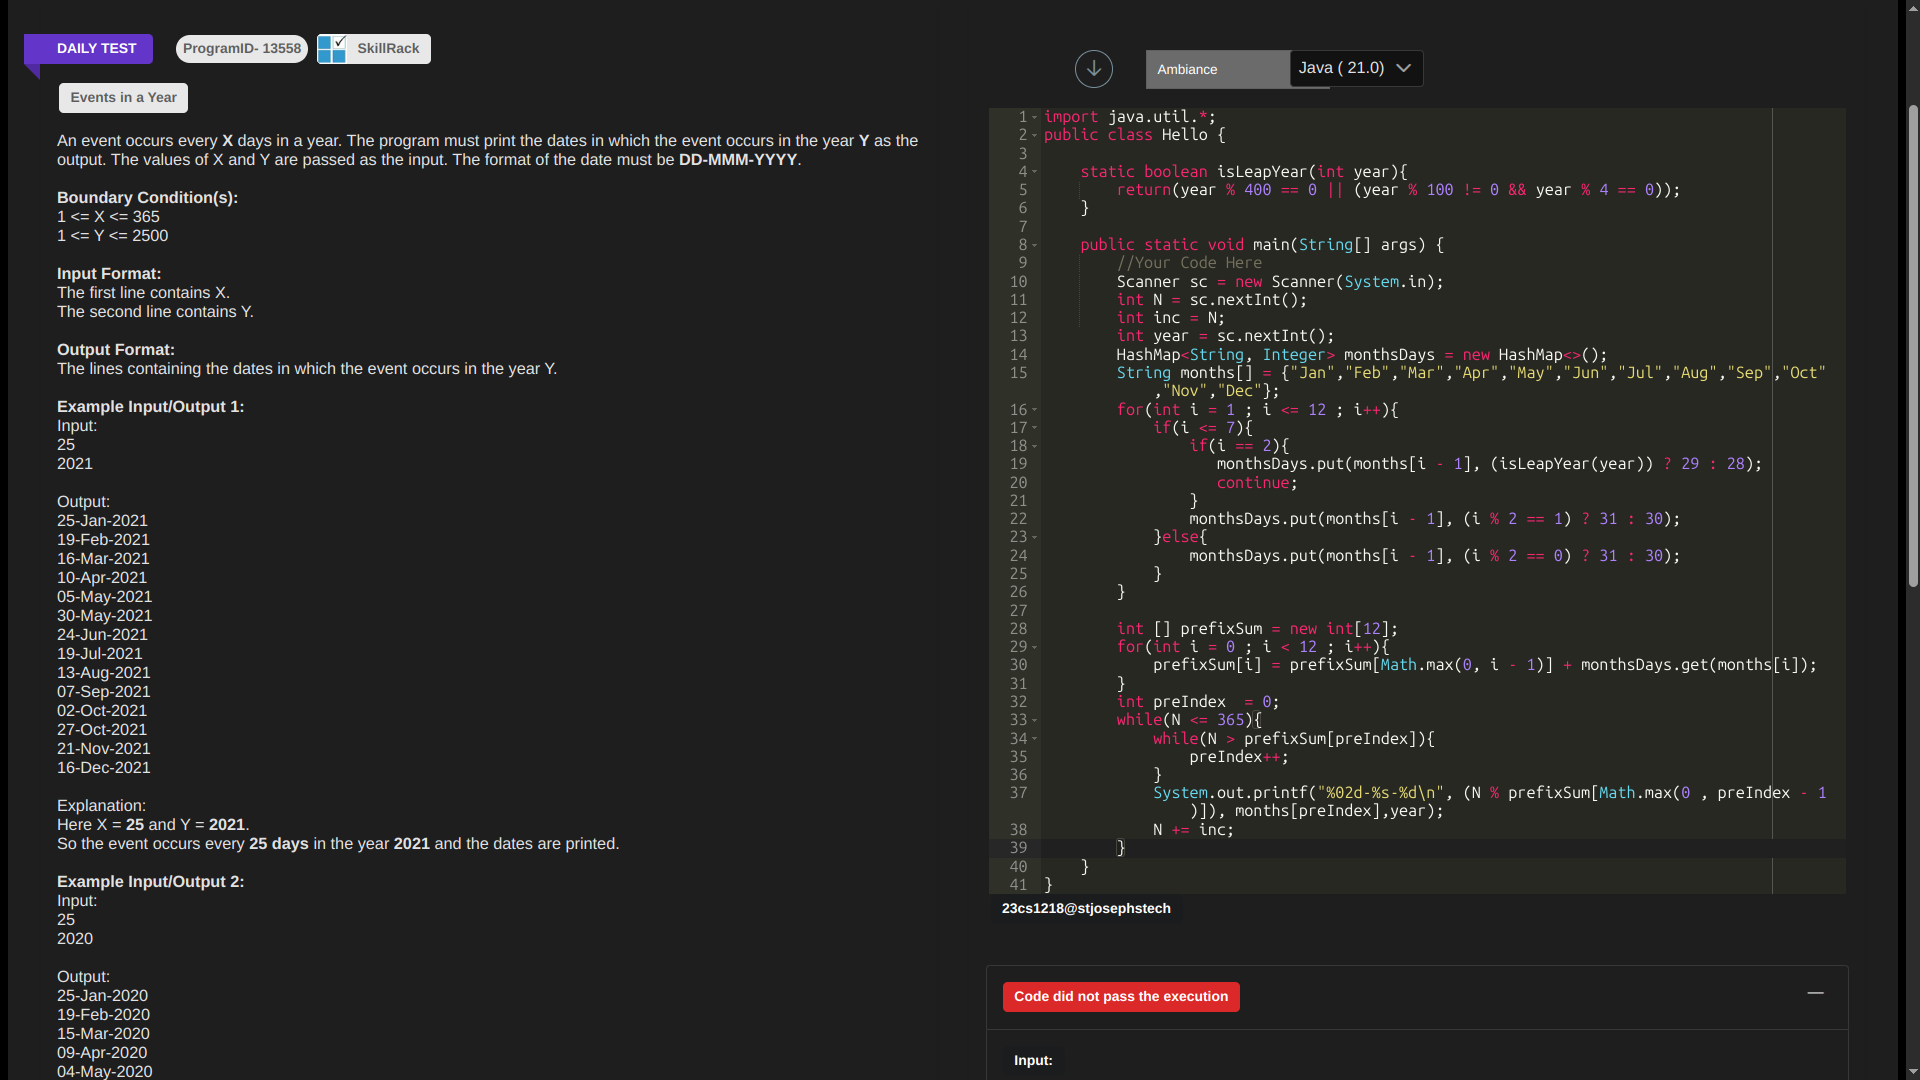 DAILY TEST
ProgramID- 13558
SkillRack
Events in a Year
An event occurs every X days in a year. The program must print the dates in which the event occurs in the year Y as the
output. The values of X and Y are passed as the input. The format of the date must be DD-MMM-YYYY.
Boundary Condition(s):
1 <= X <= 365
1 <= Y <= 2500
Input Format:
The first line contains X.
The second line contains Y.
Output Format:
The lines containing the dates in which the event occurs in the year Y.
Example Input/Output 1:
Input:
25
2021
Output:
25-Jan-2021
19-Feb-2021
16-Mar-2021
10-Apr-2021
05-May-2021
30-May-2021
24-Jun-2021
19-Jul-2021
13-Aug-2021
07-Sep-2021
02-Oct-2021
27-Oct-2021
21-Nov-2021
16-Dec-2021
Explanation:
Here X = 25 and Y = 2021.
So the event occurs every 25 days in the year 2021 and the dates are printed.
Example Input/Output 2:
Input:
25
2020
Output:
25-Jan-2020
19-Feb-2020
15-Mar-2020
09-Apr-2020
04-May-2020
Ambiance
Java ( 21.0)
1 import java.util.*;
2 public class Hello {
3
4     static boolean isLeapYear(int year){
5         return(year % 400 == 0 || (year % 100 != 0 && year % 4 == 0));
6     }
7
8     public static void main(String[] args) {
9         //Your Code Here
10         Scanner sc = new Scanner(System.in);
11         int N = sc.nextInt();
12         int inc = N;
13         int year = sc.nextInt();
14         HashMap<String, Integer> monthsDays = new HashMap<>();
15         String months[] = {"Jan","Feb","Mar","Apr","May","Jun","Jul","Aug","Sep","Oct"
,"Nov","Dec"};
16         for(int i = 1 ; i <= 12 ; i++){
17             if(i <= 7){
18                 if(i == 2){
19                    monthsDays.put(months[i - 1], (isLeapYear(year)) ? 29 : 28);
20                    continue;
21                 }
22                 monthsDays.put(months[i - 1], (i % 2 == 1) ? 31 : 30);
23             }else{
24                 monthsDays.put(months[i - 1], (i % 2 == 0) ? 31 : 30);
25             }
26         }
27
28         int [] prefixSum = new int[12];
29         for(int i = 0 ; i < 12 ; i++){
30             prefixSum[i] = prefixSum[Math.max(0, i - 1)] + monthsDays.get(months[i]);
31         }
32         int preIndex  = 0;
33         while(N <= 365){
34             while(N > prefixSum[preIndex]){
35                 preIndex++;
36             }
37             System.out.printf("%02d-%s-%d\n", (N % prefixSum[Math.max(0 , preIndex - 1
)]), months[preIndex],year);
38             N += inc;
39         }
40     }
41 }
23cs1218@stjosephstech
Code did not pass the execution
Input: